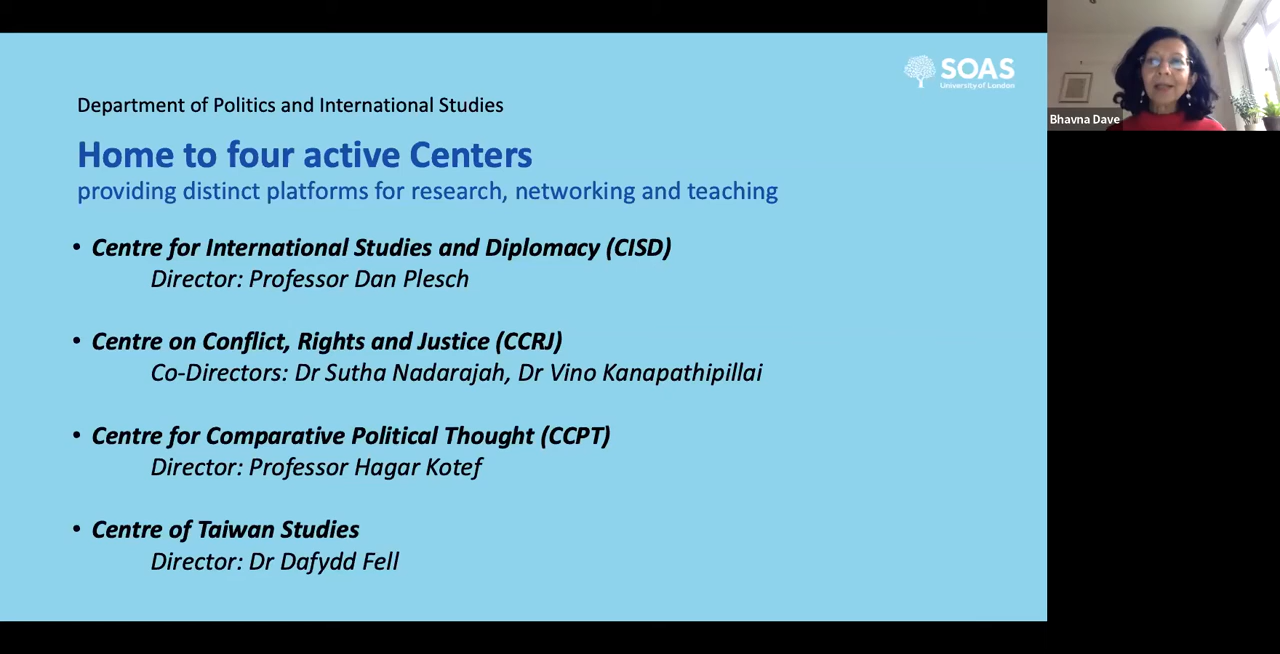 SOAS
University of London
Bhavna Dave
Department of Politics and International Studies
Home to four active Centers
providing distinct platforms for research, networking and teaching
• Centre for International Studies and Diplomacy (CISD)
Director: Professor Dan Plesch
• Centre on Conflict, Rights and Justice (CCRJ)
Co-Directors: Dr Sutha Nadarajah, Dr Vino Kanapathipillai
• Centre for Comparative Political Thought (CCPT)
Director: Professor Hagar Kotef
• Centre of Taiwan Studies
Director: Dr Dafydd Fell